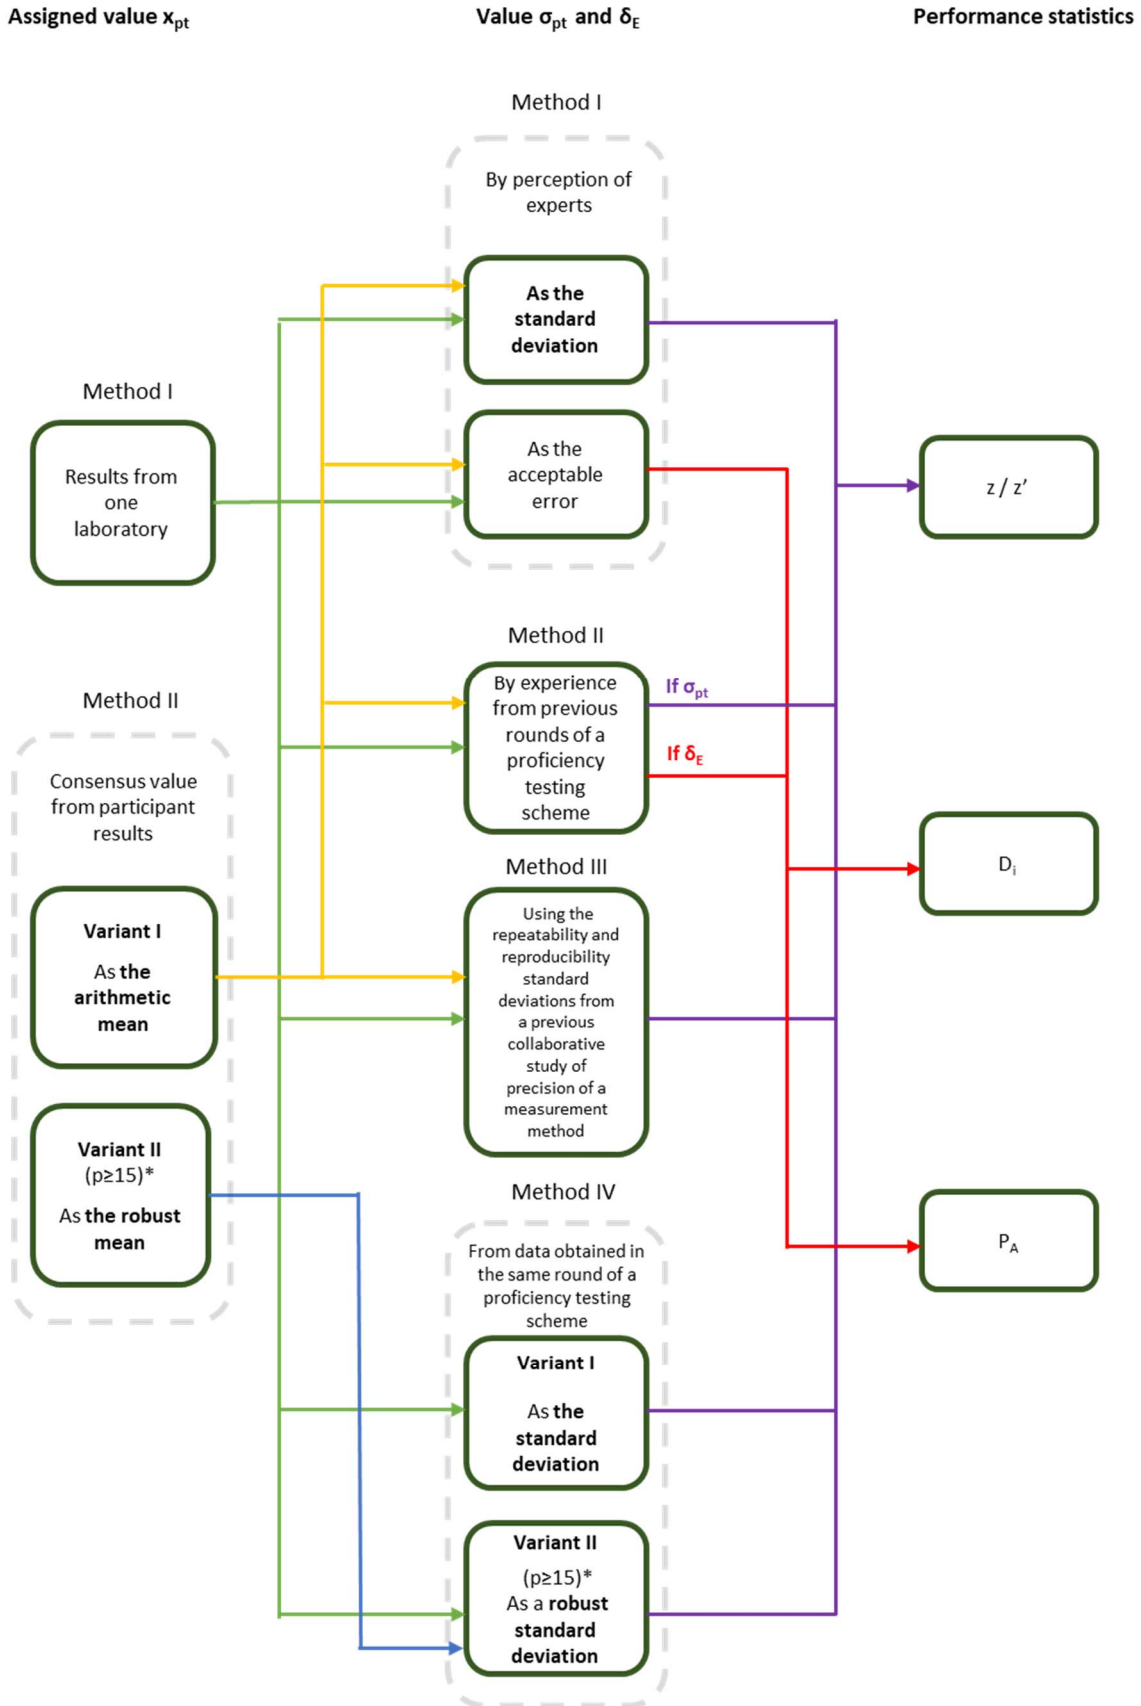 Assigned value xpt
Value σpt and δE
Performance statistics
Method I
Results from
one
laboratory
Method II
Consensus value
from participant
results
Variant I
As the
arithmetic
mean
Variant II
(p≥15)*
As the robust
mean
Method I
By perception of
experts
As the
standard
deviation
As the
acceptable
error
Method II
By experience
from previous
rounds of a
proficiency
testing
scheme
If σpt
If δE
Method III
Using the
repeatability and
reproducibility
standard
deviations from
a previous
collaborative
study of
precision of a
measurement
method
Method IV
From data obtained in
the same round of a
proficiency testing
scheme
Variant I
As the
standard
deviation
Variant II
(p≥15)*
As a robust
standard
deviation
z / z’
Di
PA